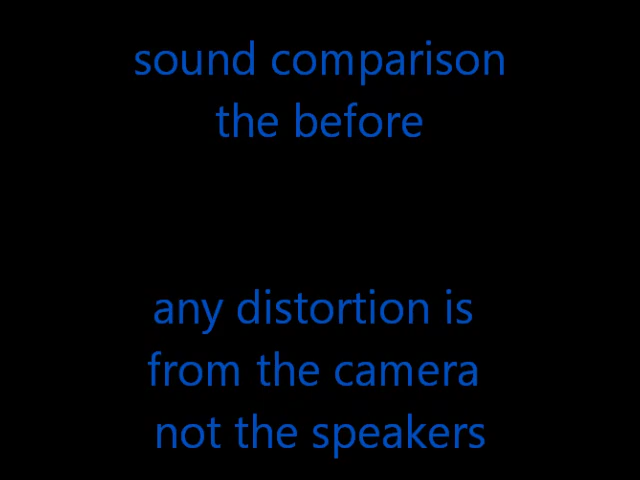 sound comparison
the before
any distortion is
from the camera
not the speakers